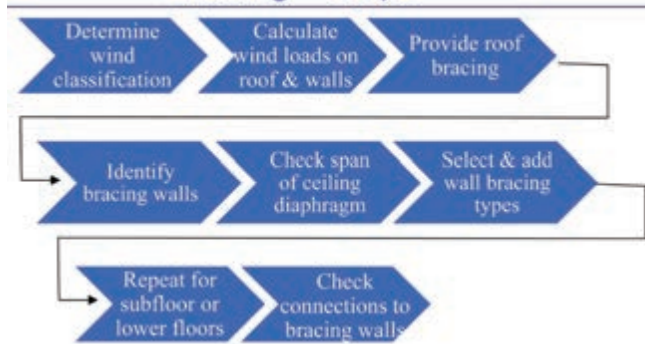 Determine
wind
classification
Calculate
wind loads on
roof & walls
Provide roof
bracing
Identify
bracing walls
Check span
of ceiling
diaphragm
Select & add
wall bracing
types
Repeat for
subfloor or
lower floors
Check
connections to
bracing walls